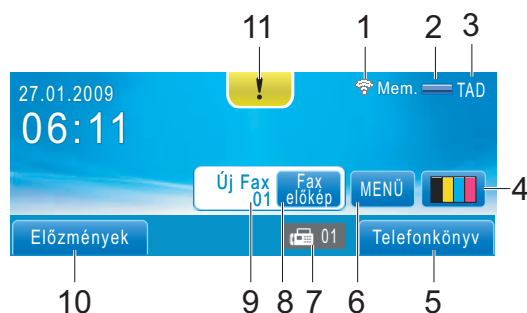 11 1 2 3
27.01.2009 ! Mem. TAD
06:11
Új Fax 01
Fax előkép
MENÜ
4
Előzmények
01
Telefonkönyv
10 9 8 7 6 5